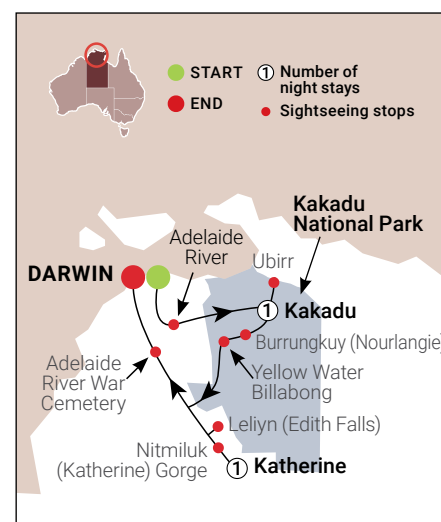 START
END
1 Number of
night stays
Sightseeing stops
Kakadu
National Park
Adelaide
River
Ubirr
DARWIN
1 Kakadu
Burrungkuy (Nourlangie)
Adelaide
River War
Cemetery
Yellow Water
Billabong
Leliyn (Edith Falls)
Nitmiluk
(Katherine) Gorge
1 Katherine